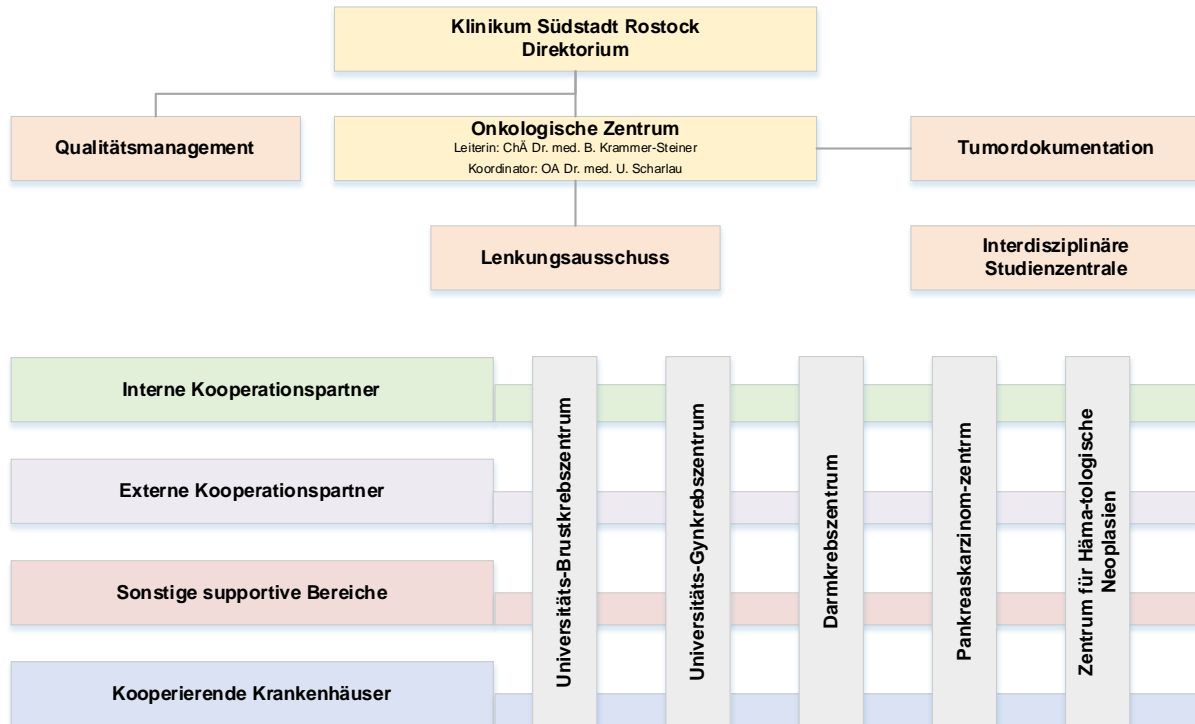 Klinikum Südstadt Rostock
Direktorium
Qualitätsmanagement
Onkologische Zentrum
Leiterin: ChÄ Dr. med. B. Krammer-Steiner
Koordinator: OA Dr. med. U. Scharlau
Tumordokumentation
Lenkungsausschuss
Interdisziplinäre
Studienzentrale
Interne Kooperationspartner
Externe Kooperationspartner
Sonstige supportive Bereiche
Kooperierende Krankenhäuser
Universitäts-Brustkrebszentrum
Universitäts-Gynkrebszentrum
Darmkrebszentrum
Pankreaskarzinom-zentrm
Zentrum für Häma-tologische
Neoplasien